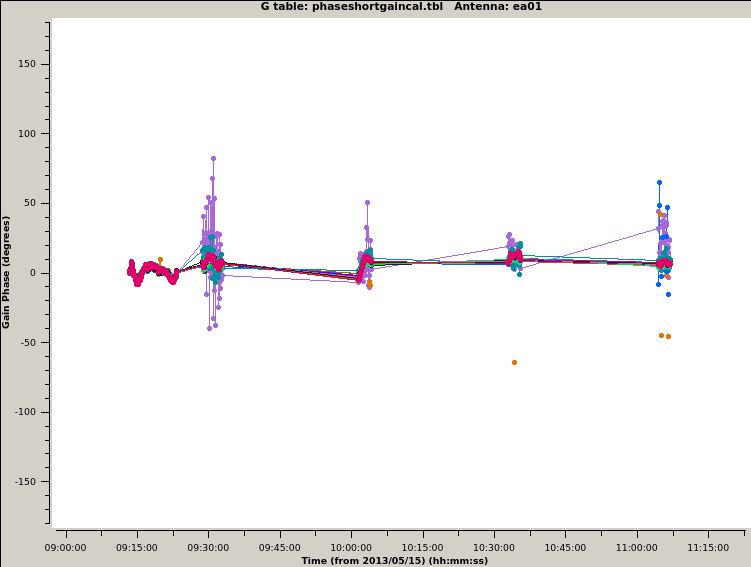 G table: phaseshortgaincal.tbl   Antenna: ea01
Gain Phase (degrees)
150
100
50
0
-50
-100
-150
09:00:00 09:15:00 09:30:00 09:45:00 10:00:00 10:15:00 10:30:00 10:45:00 11:00:00 11:15:00
Time (from 2013/05/15) (hh:mm:ss)